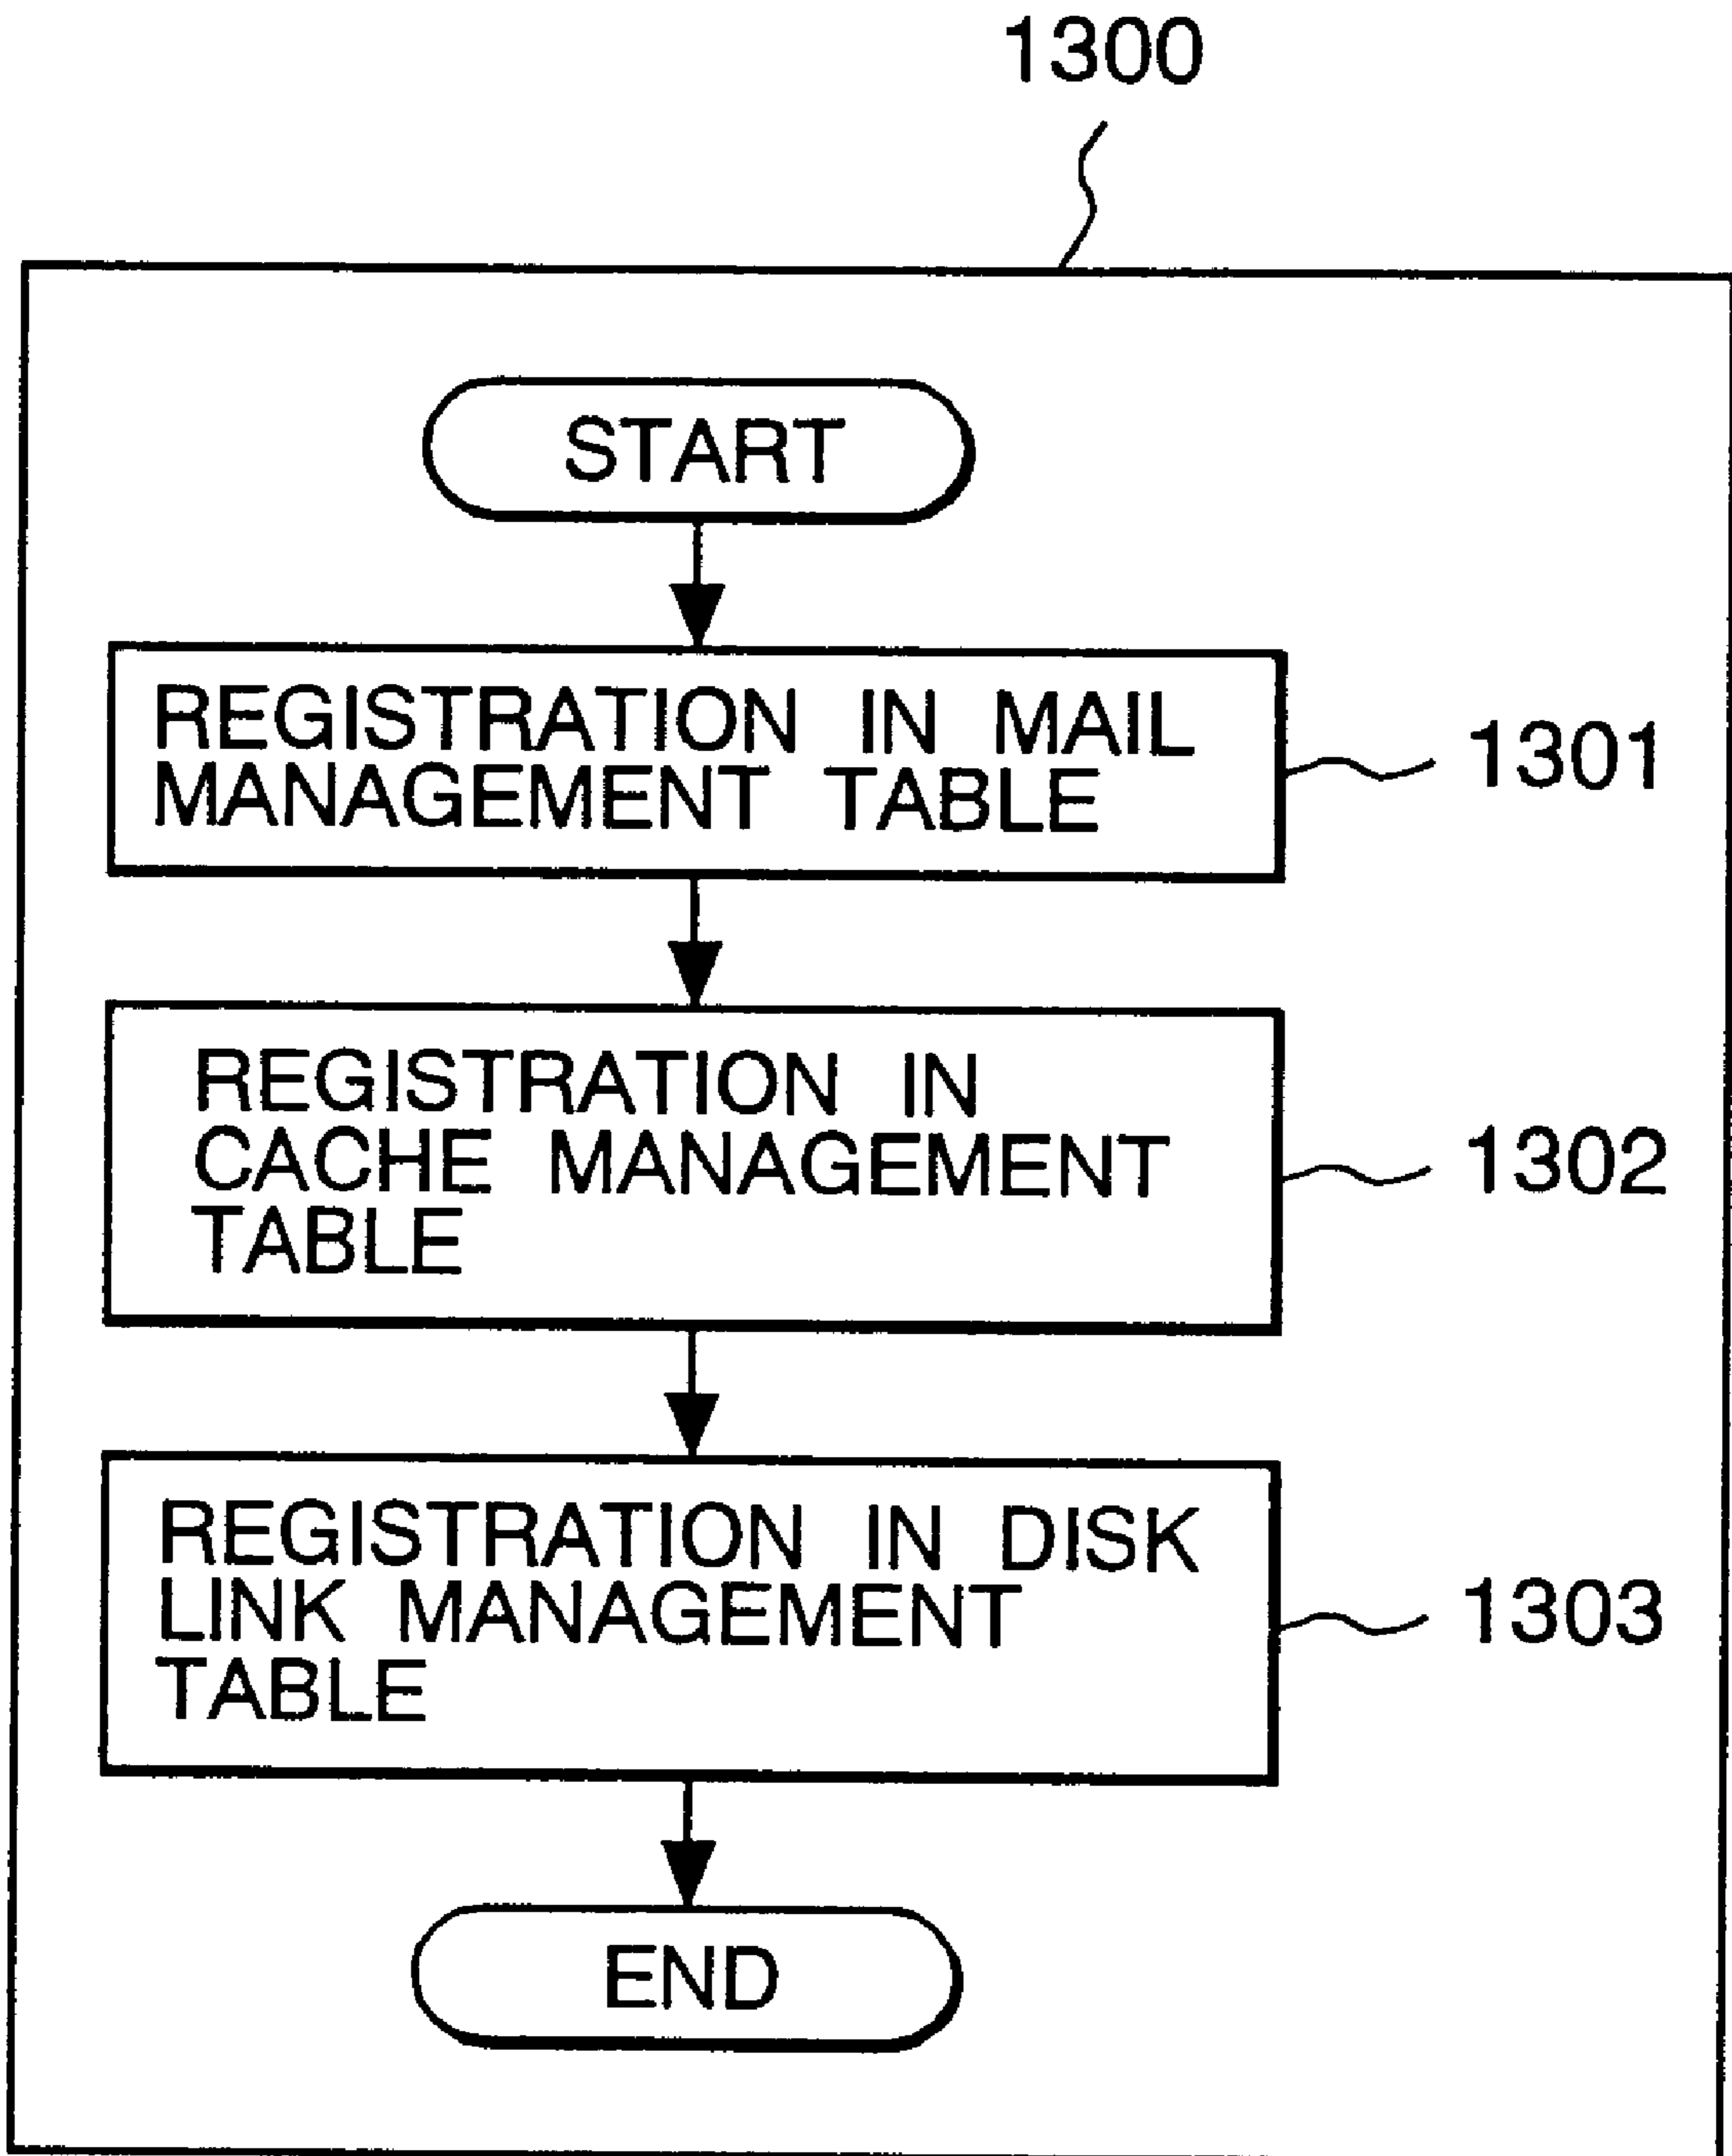 1300
START
REGISTRATION IN MAIL
MANAGEMENT TABLE
1301
REGISTRATION IN
CACHE MANAGEMENT
TABLE
1302
REGISTRATION IN DISK
LINK MANAGEMENT
TABLE
1303
END